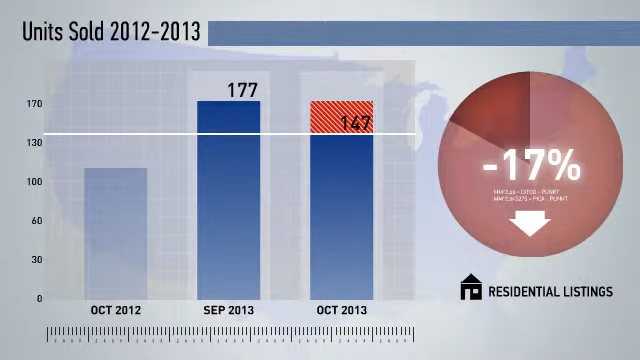 Units Sold 2012-2013
177
147
170
130
100
60
30
0
OCT 2012
SEP 2013
OCT 2013
-17%
RESIDENTIAL LISTINGS